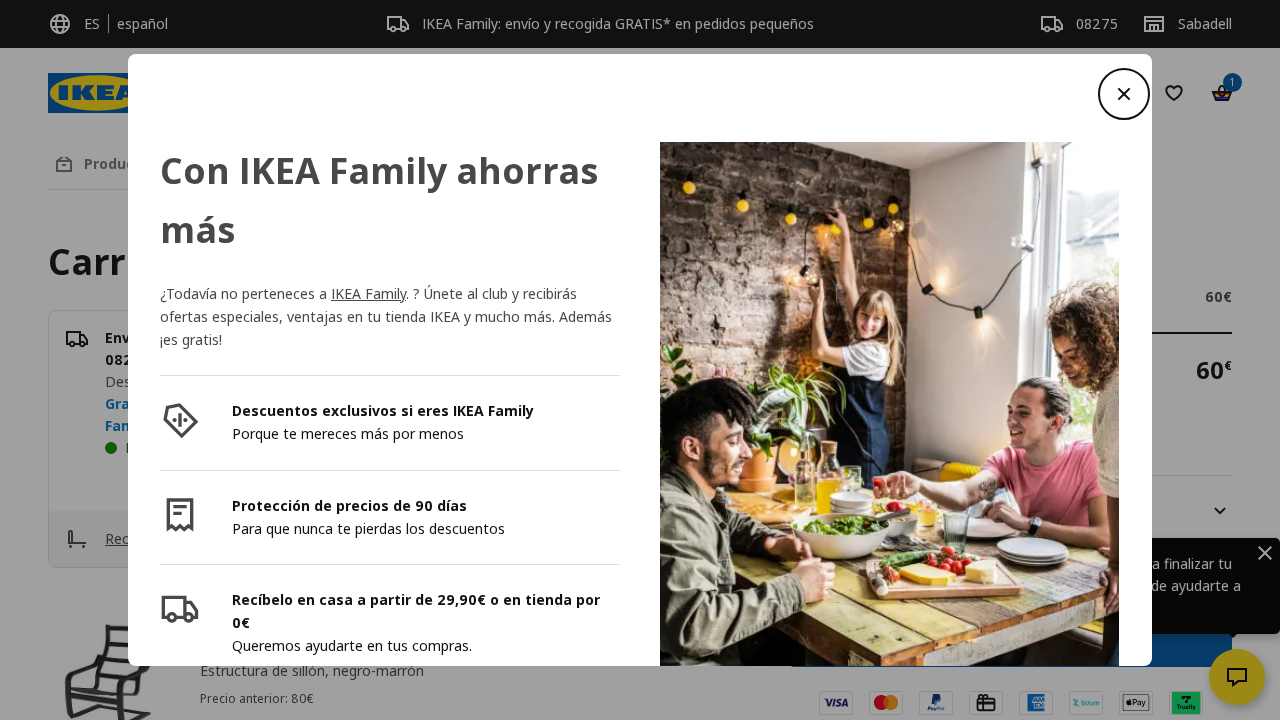 ES
español
IKEA Family: envío y recogida GRATIS* en pedidos pequeños
08275
Sabadell
IKEA
1
Produc
Carr
60€
Env
082
Des
Gra
Fam
60€
Rec
Con IKEA Family ahorras
más
¿Todavía no perteneces a IKEA Family. ? Únete al club y recibirás
ofertas especiales, ventajas en tu tienda IKEA y mucho más. Además
¡es gratis!
Descuentos exclusivos si eres IKEA Family
Porque te mereces más por menos
Protección de precios de 90 días
Para que nunca te pierdas los descuentos
Recíbelo en casa a partir de 29,90€ o en tienda por
0€
Queremos ayudarte en tus compras.
a finalizar tu
de ayudarte a
Estructura de sillón, negro-marrón
Precio anterior: 80€
VISA
PayPal
AM
EX
bizum
Pay
Trustly